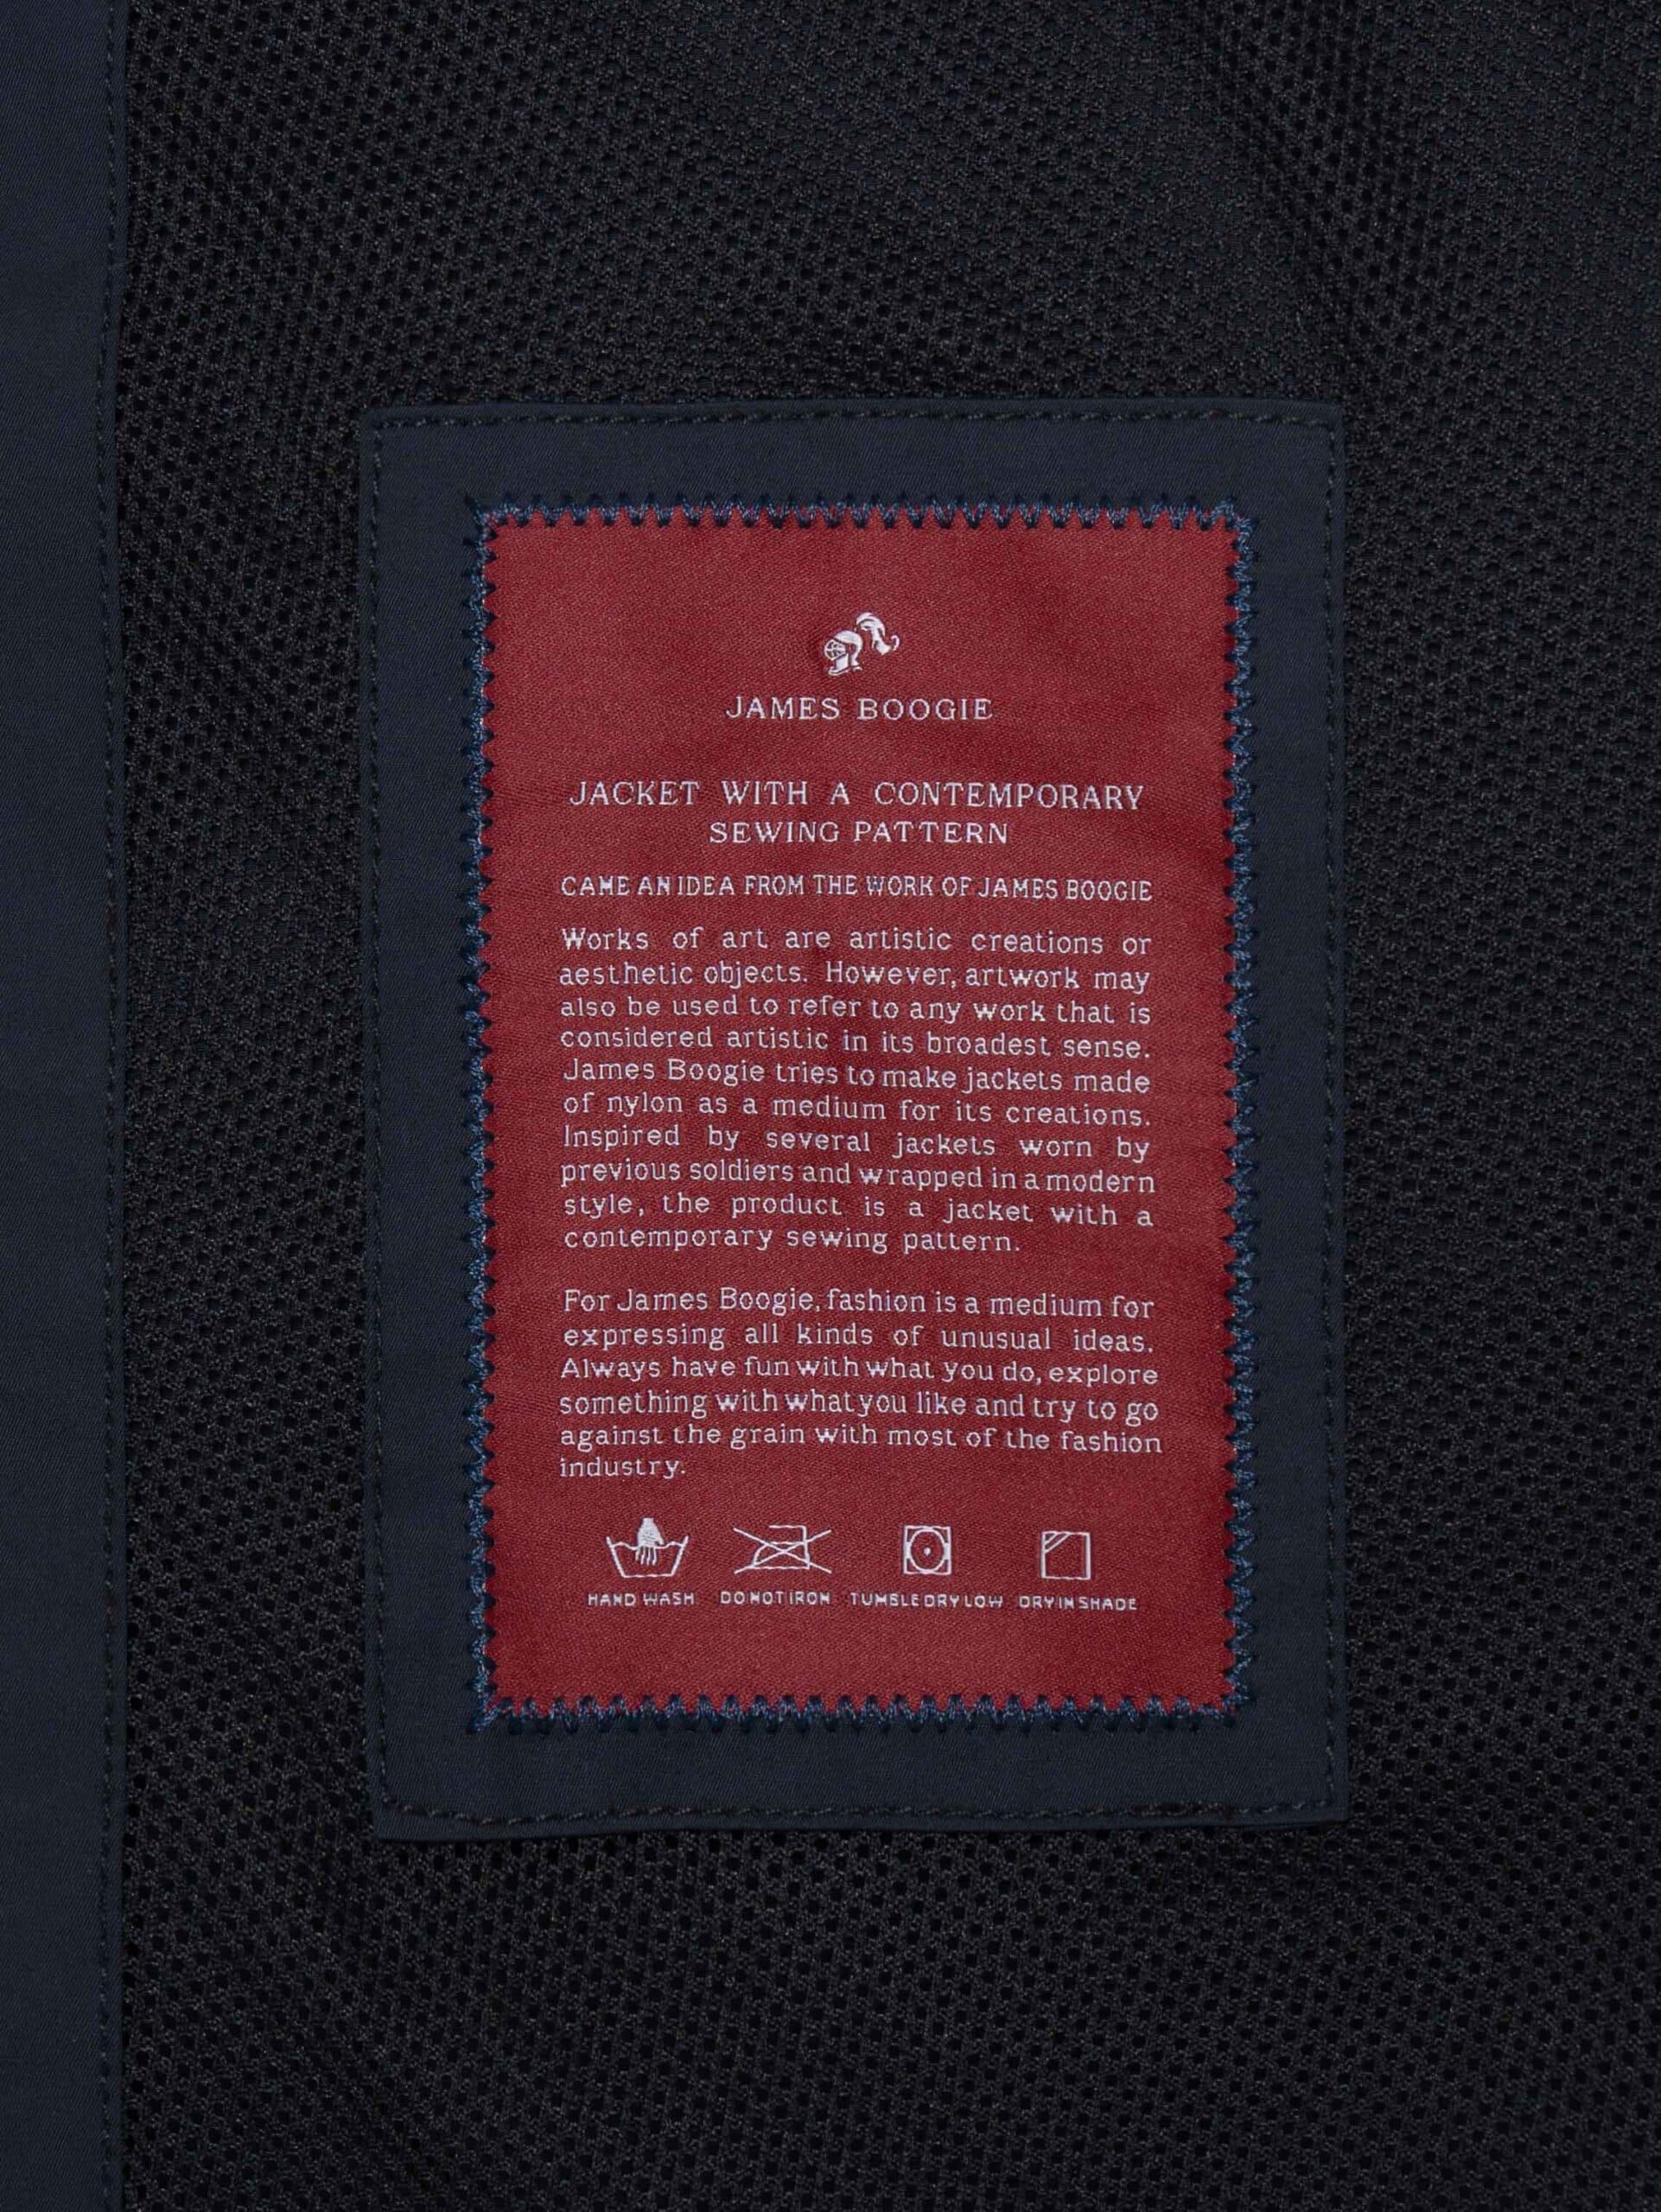 JAMES BOOGIE
JACKET WITH A CONTEMPORARY
SEWING PATTERN
CAME AN IDEA FROM THE WORK OF JAMES BOOGIE
Works of art are artistic creations or
aesthetic objects. However, artwork may
also be used to refer to any work that is
considered artistic in its broadest sense.
James Boogie tries to make jackets made
of nylon as a medium for its creations.
Inspired by several jackets worn by
previous soldiers and wrapped in a modern
style, the product is a jacket with a
contemporary sewing pattern.
For James Boogie, fashion is a medium for
expressing all kinds of unusual ideas.
Always have fun with what you do, explore
something with what you like and try to go
against the grain with most of the fashion
industry.
HAND WASH DO NOT IRON TUMBLE DRY LOW DRY IN SHADE